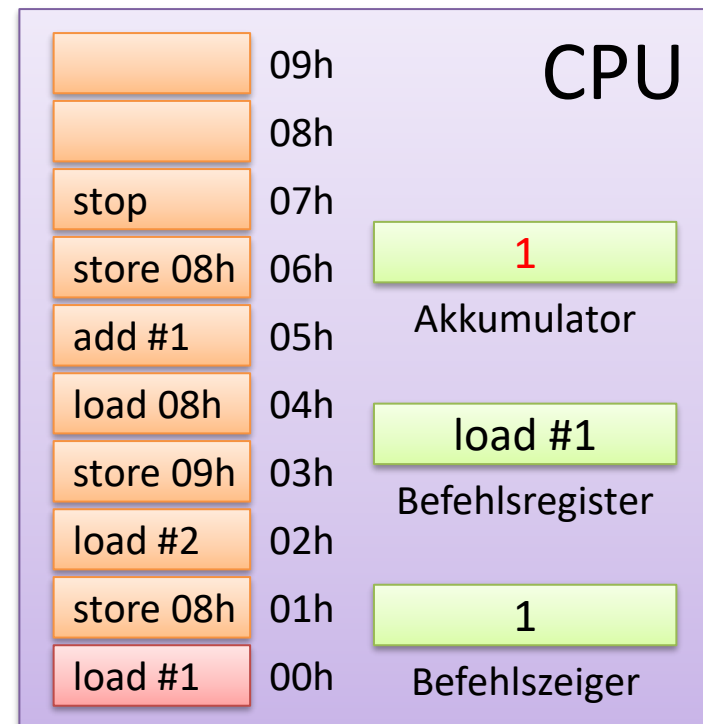 CPU
09h
08h
stop 07h
store 08h 06h
add #1 05h
load 08h 04h
store 09h 03h
load #2 02h
store 08h 01h
load #1 00h
1
Akkumulator
load #1
Befehlsregister
1
Befehlszeiger